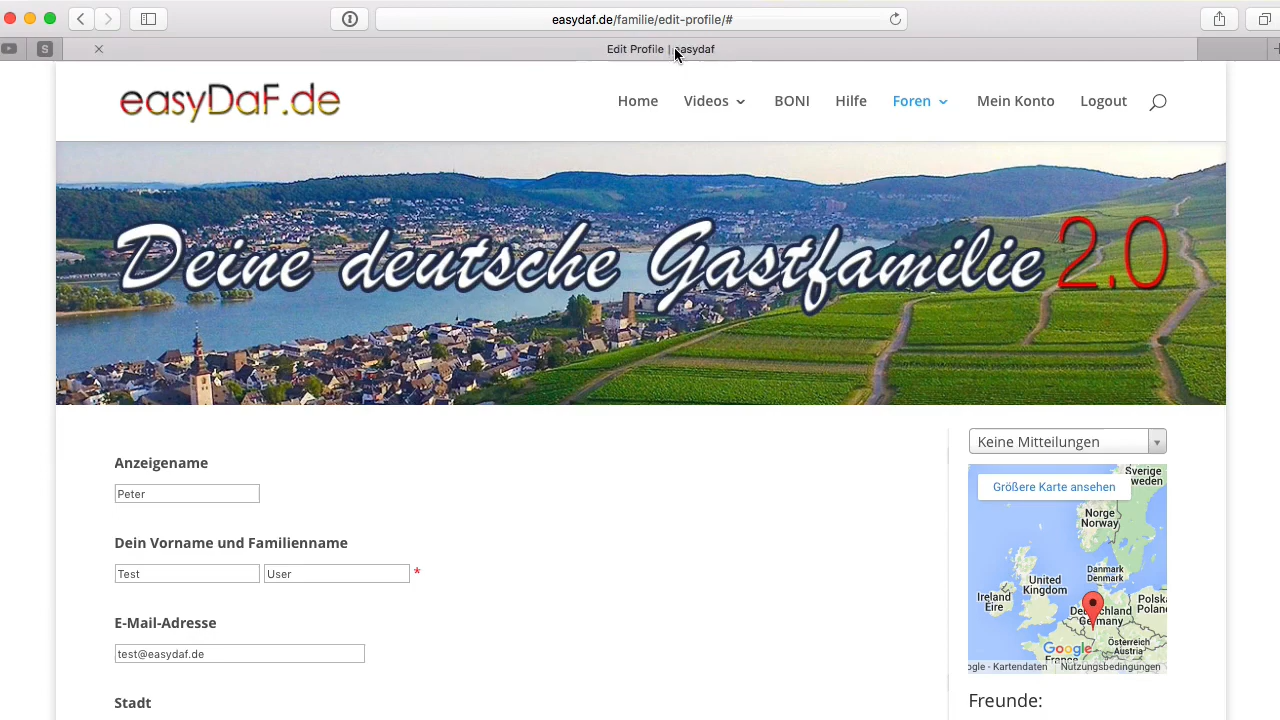 easydaf.de/familie/edit-profile/#
S
Edit Profile | easydaf
easyDaF.de
Home Videos BONI Hilfe Foren Mein Konto Logout
Deine deutsche Gastfamilie 2.0
Anzeigename
Peter
Dein Vorname und Familienname
Test User *
E-Mail-Adresse
test@easydaf.de
Stadt
Keine Mitteilungen
Größere Karte ansehen
Sverige
Sweden
Norge
Norway
Danmark
Denmark
United
Kingdom
Ireland
Éire
Polska
Poland
Deutschland
Germany
Österreich
Austria
Google
France
ogle - Kartendaten Nutzungsbedingungen
Freunde: